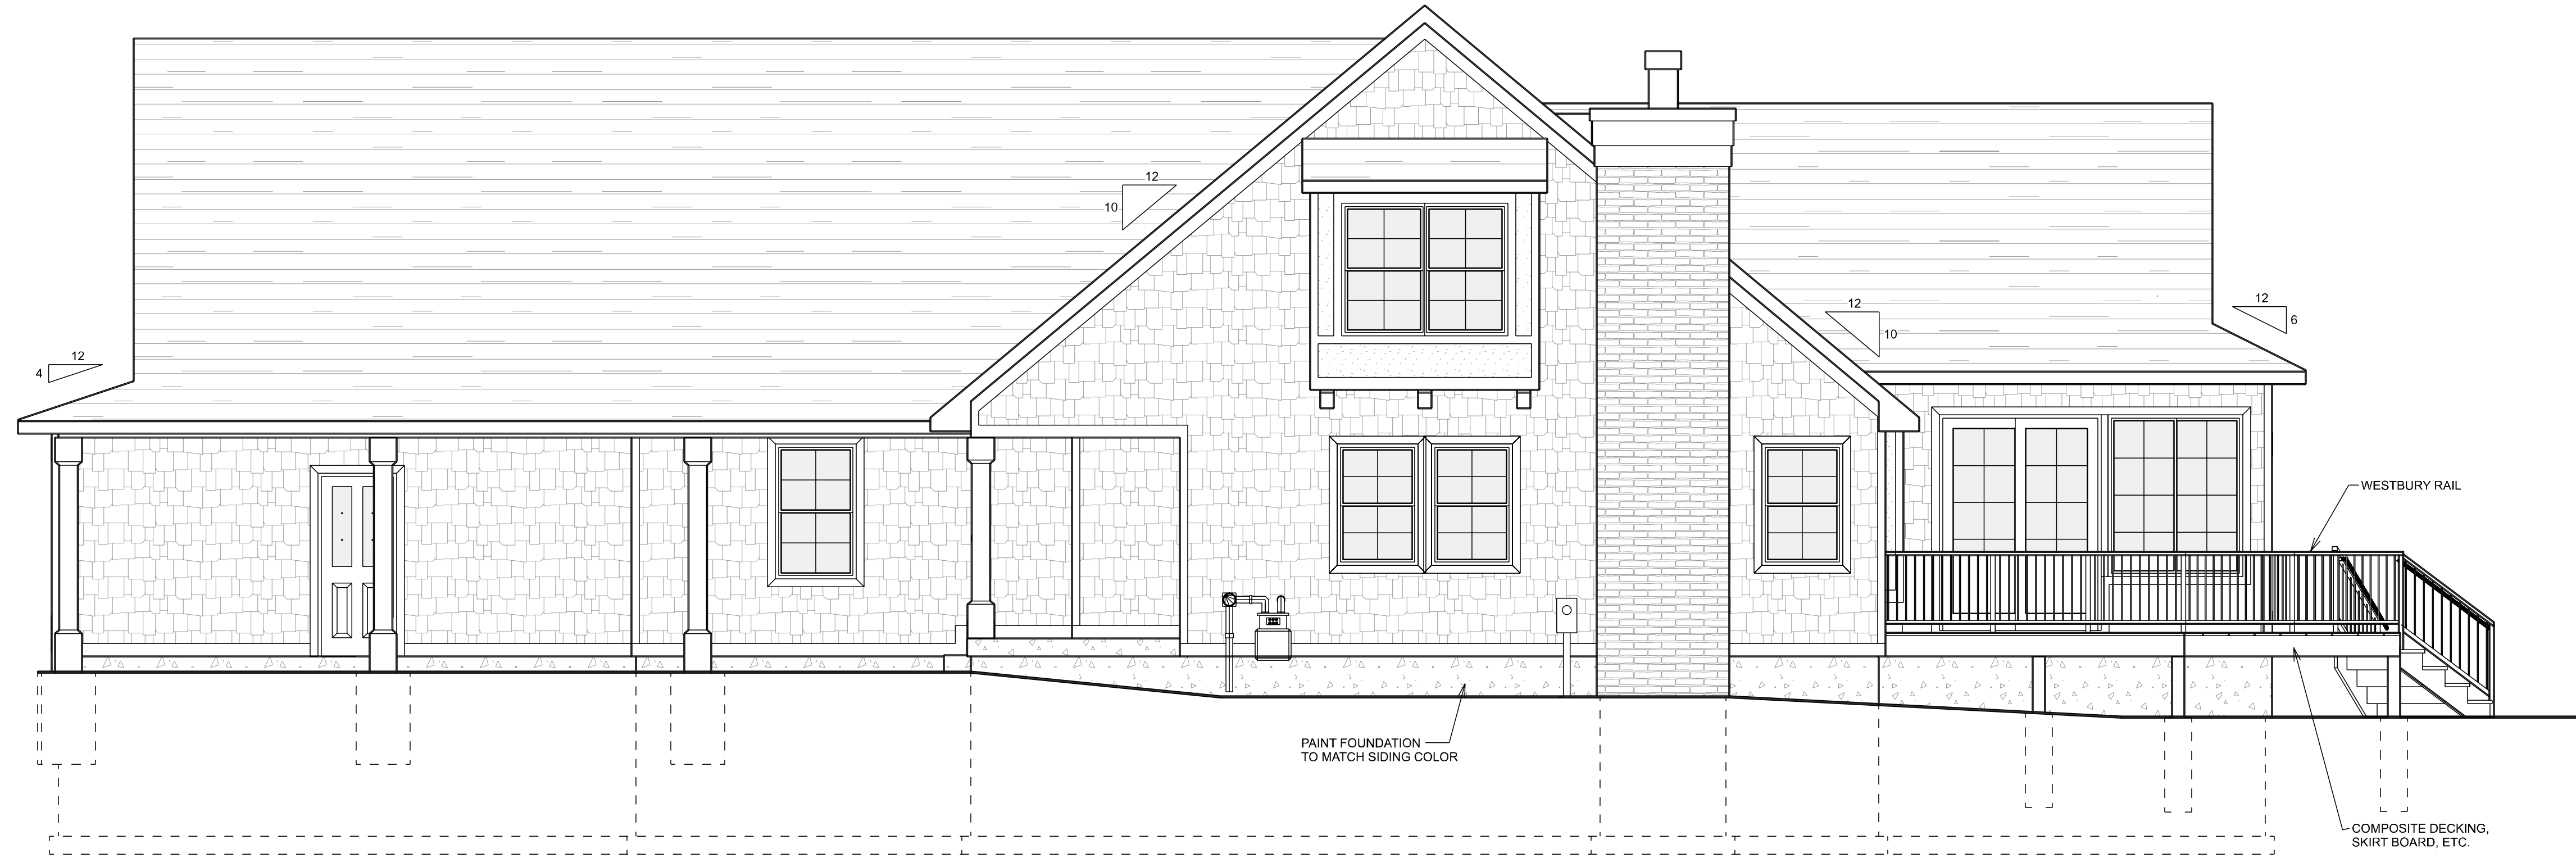 12
10
12
10
12
6
12
4
WESTBURY RAIL
PAINT FOUNDATION
TO MATCH SIDING COLOR
COMPOSITE DECKING,
SKIRT BOARD, ETC.